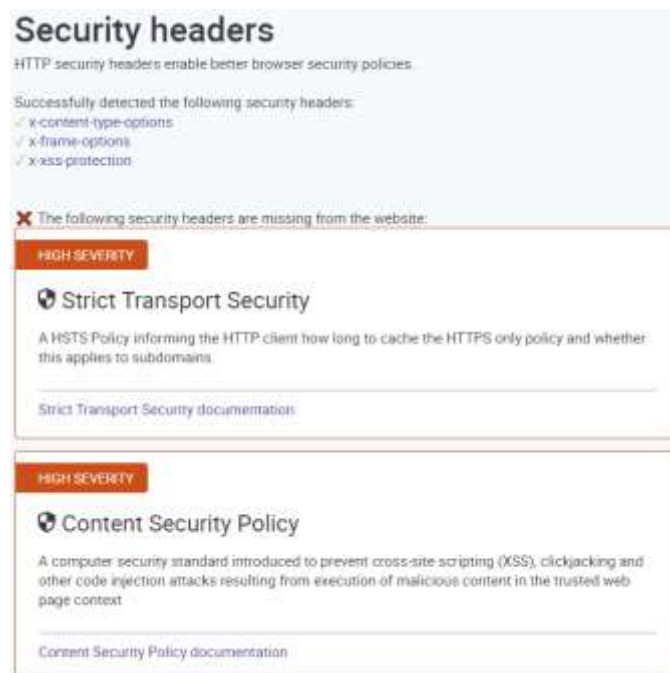 Security headers
HTTP security headers enable better browser security policies.
Successfully detected the following security headers:
✓ x-content-type-options
✓ x-frame-options
✓ x-xss-protection
✖ The following security headers are missing from the website:
HIGH SEVERITY
Strict Transport Security
A HSTS Policy informing the HTTP client how long to cache the HTTPS only policy and whether
this applies to subdomains.
Strict Transport Security documentation
HIGH SEVERITY
Content Security Policy
A computer security standard introduced to prevent cross-site scripting (XSS), clickjacking and
other code injection attacks resulting from execution of malicious content in the trusted web
page context
Content Security Policy documentation